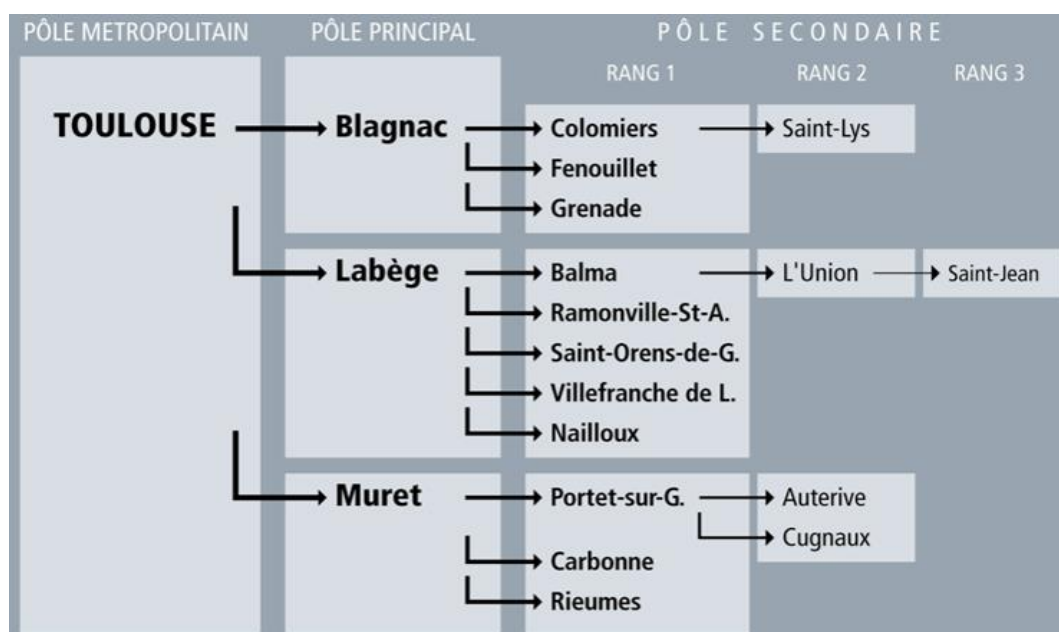 PÔLE METROPOLITAIN PÔLE PRINCIPAL PÔLE SECONDAIRE
RANG 1 RANG 2 RANG 3
TOULOUSE Blagnac Colomiers Saint-Lys
Fenouillet
Grenade
Labège Balma L'Union Saint-Jean
Ramonville-St-A.
Saint-Orens-de-G.
Villefranche de L.
Nailloux
Muret Portet-sur-G. Auterive
Cugnaux
Carbonne
Rieumes